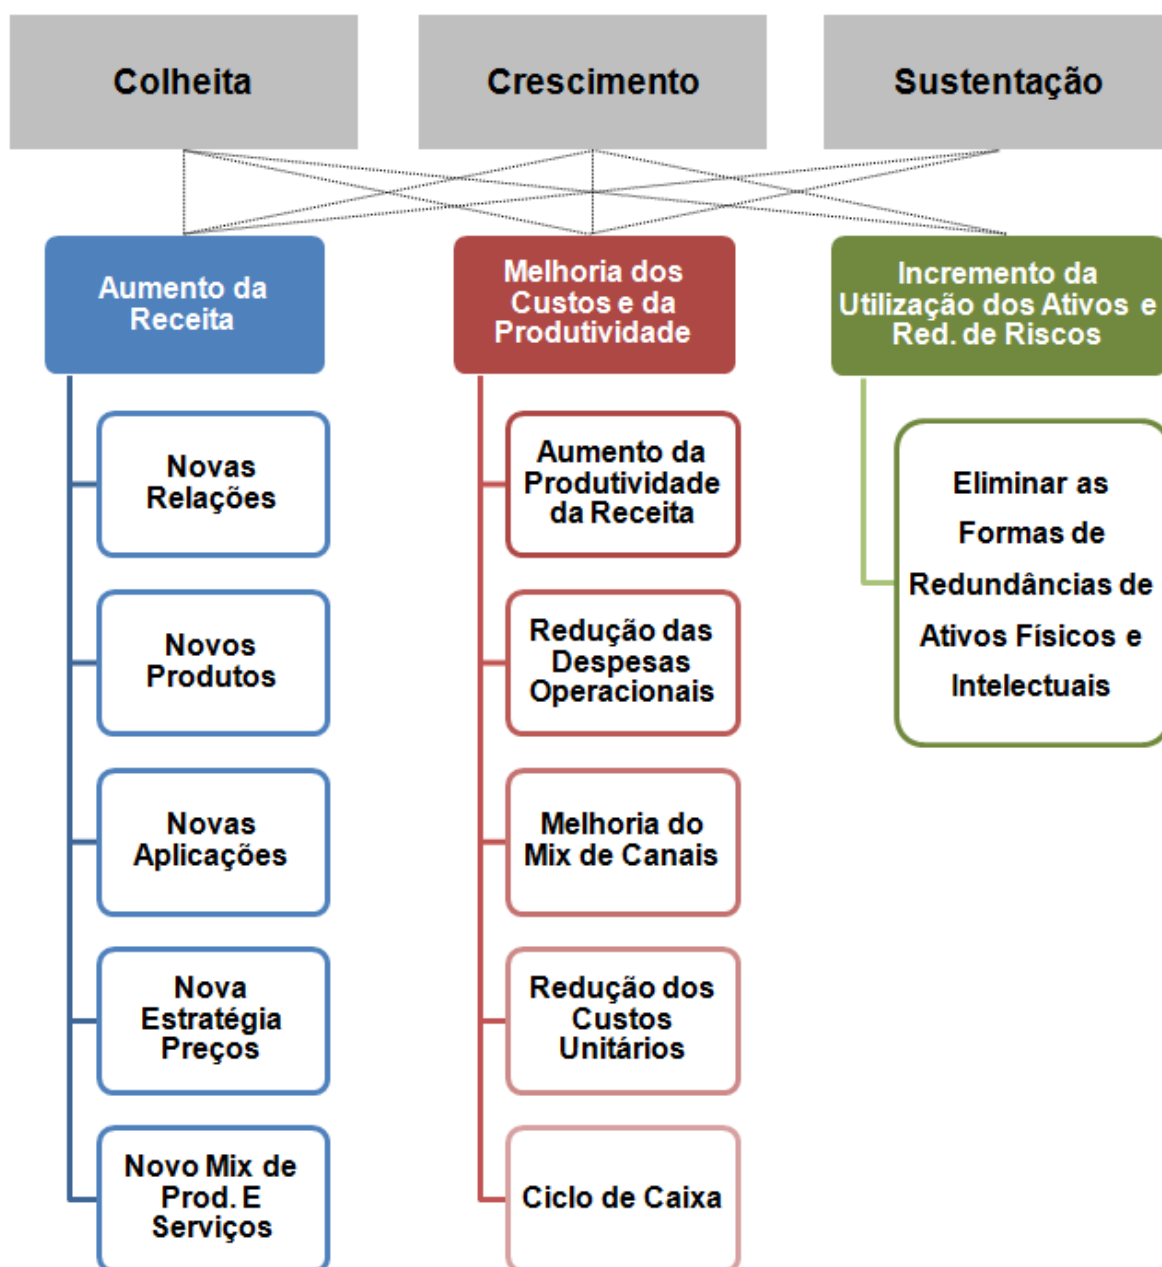 Colheita
Crescimento
Sustentação
Aumento da
Receita
Melhoria dos
Custos e da
Produtividade
Incremento da
Utilização dos Ativos e
Red. de Riscos
Novas
Relações
Novos
Produtos
Novas
Aplicações
Nova
Estratégia
Preços
Novo Mix de
Prod. E
Serviços
Aumento da
Produtividade
da Receita
Redução das
Despesas
Operacionais
Melhoria do
Mix de Canais
Redução dos
Custos
Unitários
Ciclo de Caixa
Eliminar as
Formas de
Redundâncias de
Ativos Físicos e
Intelectuais